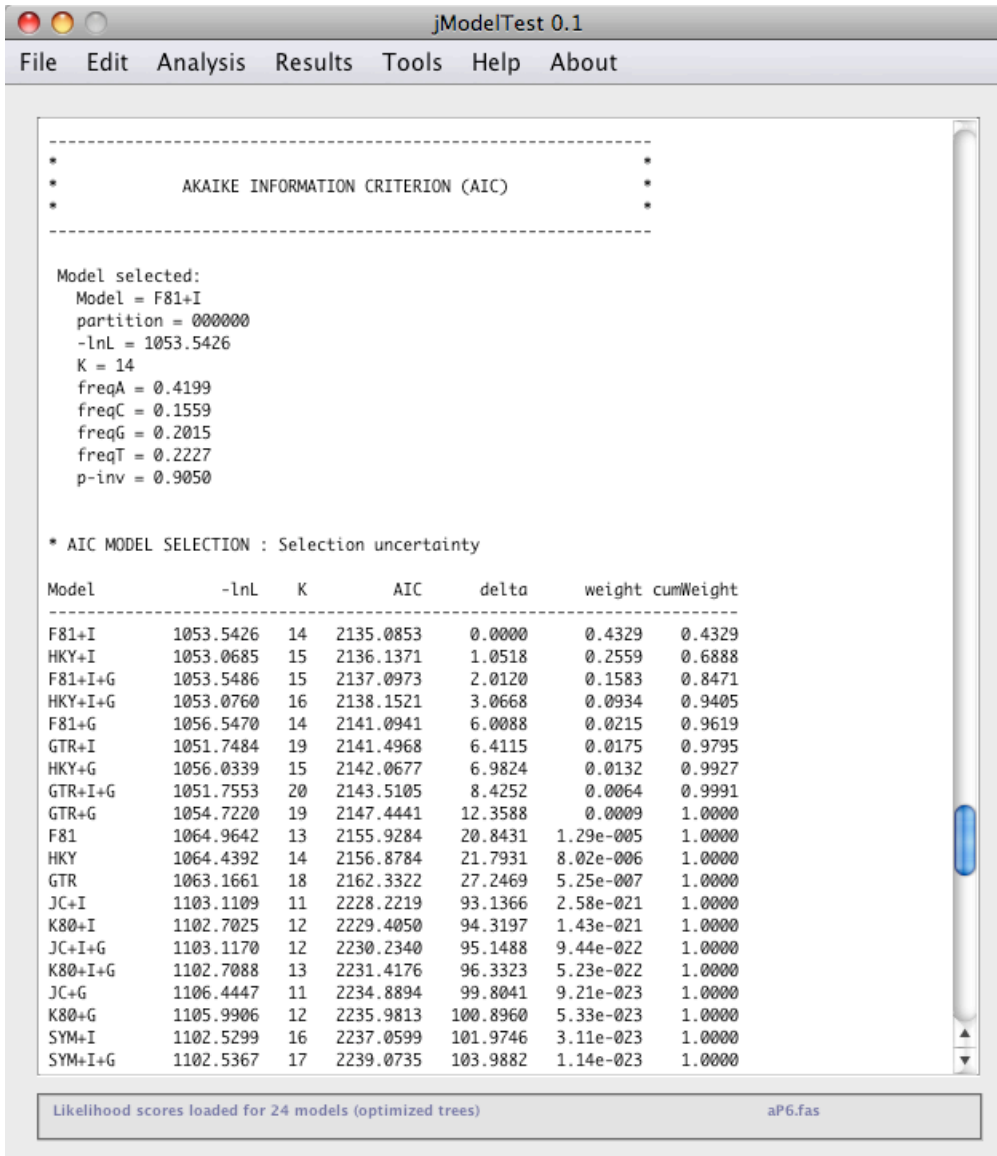 jModelTest 0.1
File Edit Analysis Results Tools Help About
---------------------------------------------------------------
* *
* AKAIKE INFORMATION CRITERION (AIC) *
* *
---------------------------------------------------------------
Model selected:
Model = F81+I
partition = 000000
-lnL = 1053.5426
K = 14
freqA = 0.4199
freqC = 0.1559
freqG = 0.2015
freqT = 0.2227
p-inv = 0.9050
* AIC MODEL SELECTION : Selection uncertainty
Model -lnL K AIC delta weight cumWeight
------------------------------------------------------------------------
F81+I 1053.5426 14 2135.0853 0.0000 0.4329 0.4329
HKY+I 1053.0685 15 2136.1371 1.0518 0.2559 0.6888
F81+I+G 1053.5486 15 2137.0973 2.0120 0.1583 0.8471
HKY+I+G 1053.0760 16 2138.1521 3.0668 0.0934 0.9405
F81+G 1056.5470 14 2141.0941 6.0088 0.0215 0.9619
GTR+I 1051.7484 19 2141.4968 6.4115 0.0175 0.9795
HKY+G 1056.0339 15 2142.0677 6.9824 0.0132 0.9927
GTR+I+G 1051.7553 20 2143.5105 8.4252 0.0064 0.9991
GTR+G 1054.7220 19 2147.4441 12.3588 0.0009 1.0000
F81 1064.9642 13 2155.9284 20.8431 1.29e-005 1.0000
HKY 1064.4392 14 2156.8784 21.7931 8.02e-006 1.0000
GTR 1063.1661 18 2162.3322 27.2469 5.25e-007 1.0000
JC+I 1103.1109 11 2228.2219 93.1366 2.58e-021 1.0000
K80+I 1102.7025 12 2229.4050 94.3197 1.43e-021 1.0000
JC+I+G 1103.1170 12 2230.2340 95.1488 9.44e-022 1.0000
K80+I+G 1102.7088 13 2231.4176 96.3323 5.23e-022 1.0000
JC+G 1106.4447 11 2234.8894 99.8041 9.21e-023 1.0000
K80+G 1105.9906 12 2235.9813 100.8960 5.33e-023 1.0000
SYM+I 1102.5299 16 2237.0599 101.9746 3.11e-023 1.0000
SYM+I+G 1102.5367 17 2239.0735 103.9882 1.14e-023 1.0000
Likelihood scores loaded for 24 models (optimized trees) aP6.fas